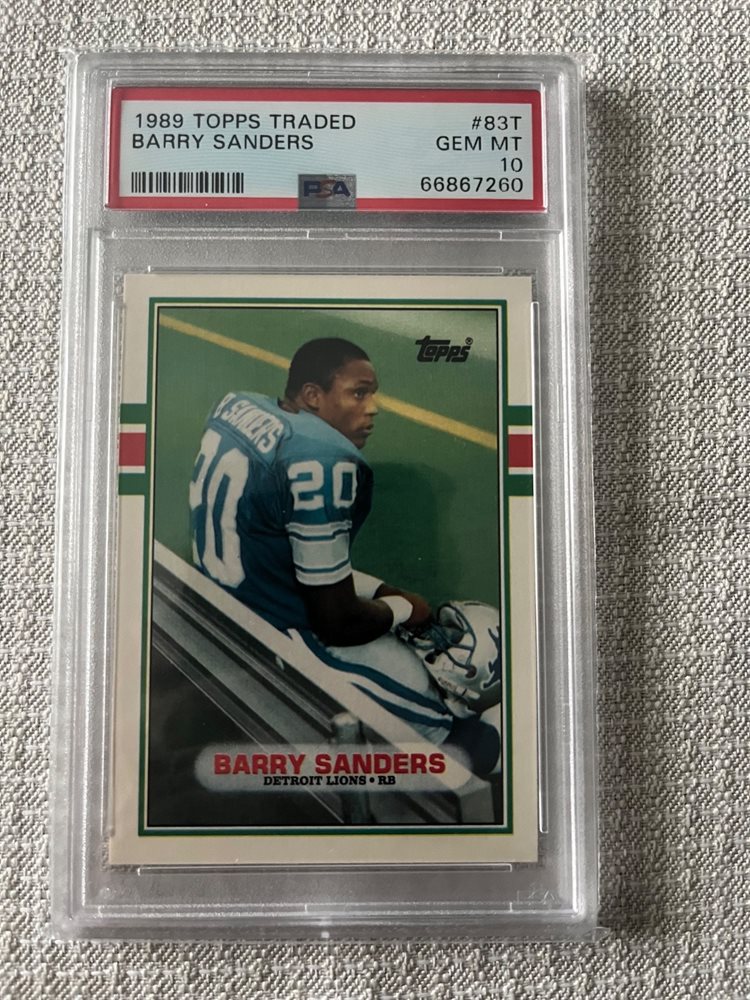 1989 TOPPS TRADED #83T
BARRY SANDERS GEM MT
10
PSA 66867260
Topps®
B SANDERS
20
20
BARRY SANDERS
DETROIT LIONS • RB